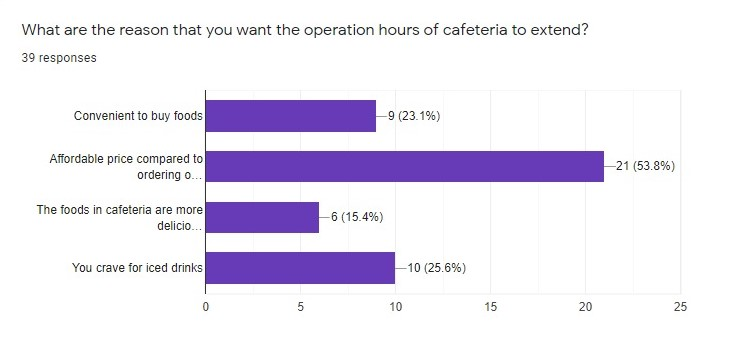 What are the reason that you want the operation hours of cafeteria to extend?
39 responses
Convenient to buy foods
9 (23.1%)
Affordable price compared to
ordering o...
21 (53.8%)
The foods in cafeteria are more
delicio...
6 (15.4%)
You crave for iced drinks
10 (25.6%)
0 5 10 15 20 25